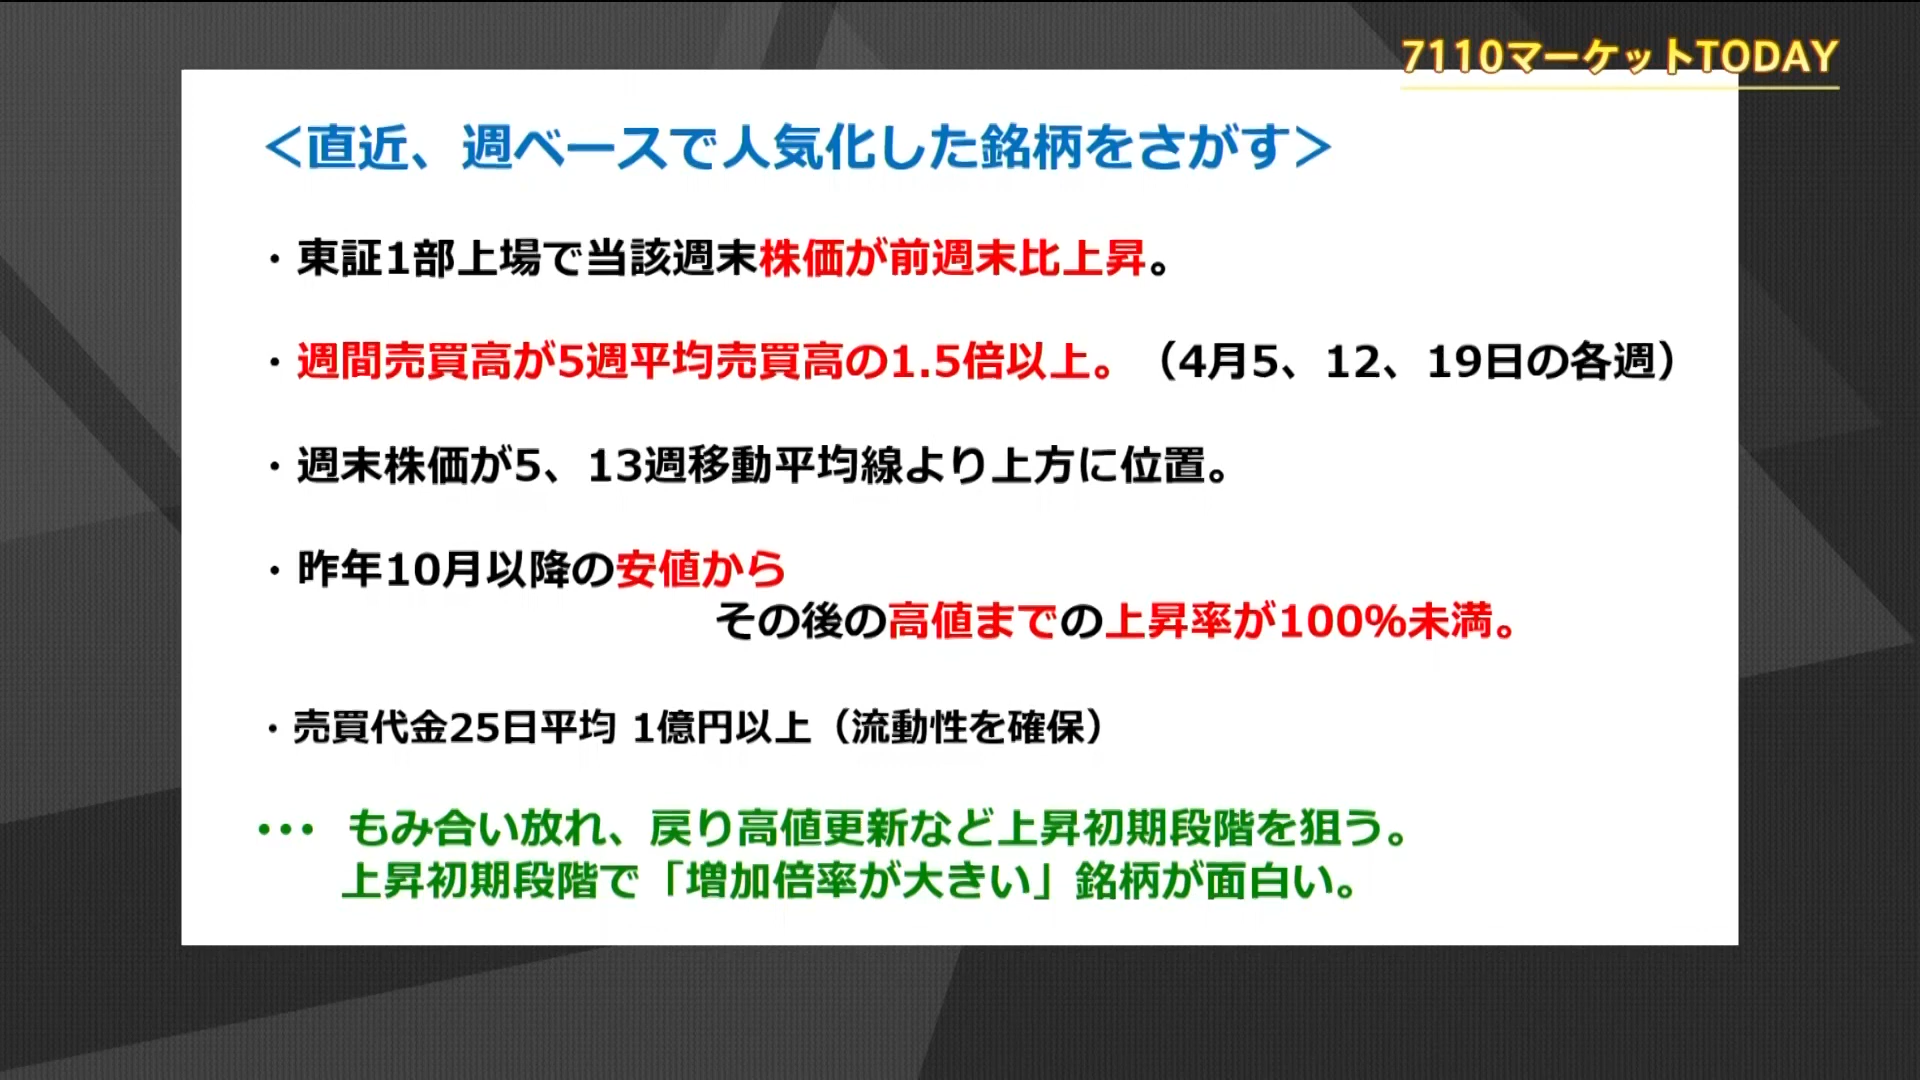 7110マーケットTODAY
＜直近、週ベースで人気化した銘柄をさがす＞
・東証1部上場で当該週末株価が前週末比上昇。
・週間売買高が5週平均売買高の1.5倍以上。（4月5、12、19日の各週）
・週末株価が5、13週移動平均線より上方に位置。
・昨年10月以降の安値から
その後の高値までの上昇率が100%未満。
・売買代金25日平均 1億円以上（流動性を確保）
・・・ もみ合い放れ、戻り高値更新など上昇初期段階を狙う。
上昇初期段階で「増加倍率が大きい」銘柄が面白い。